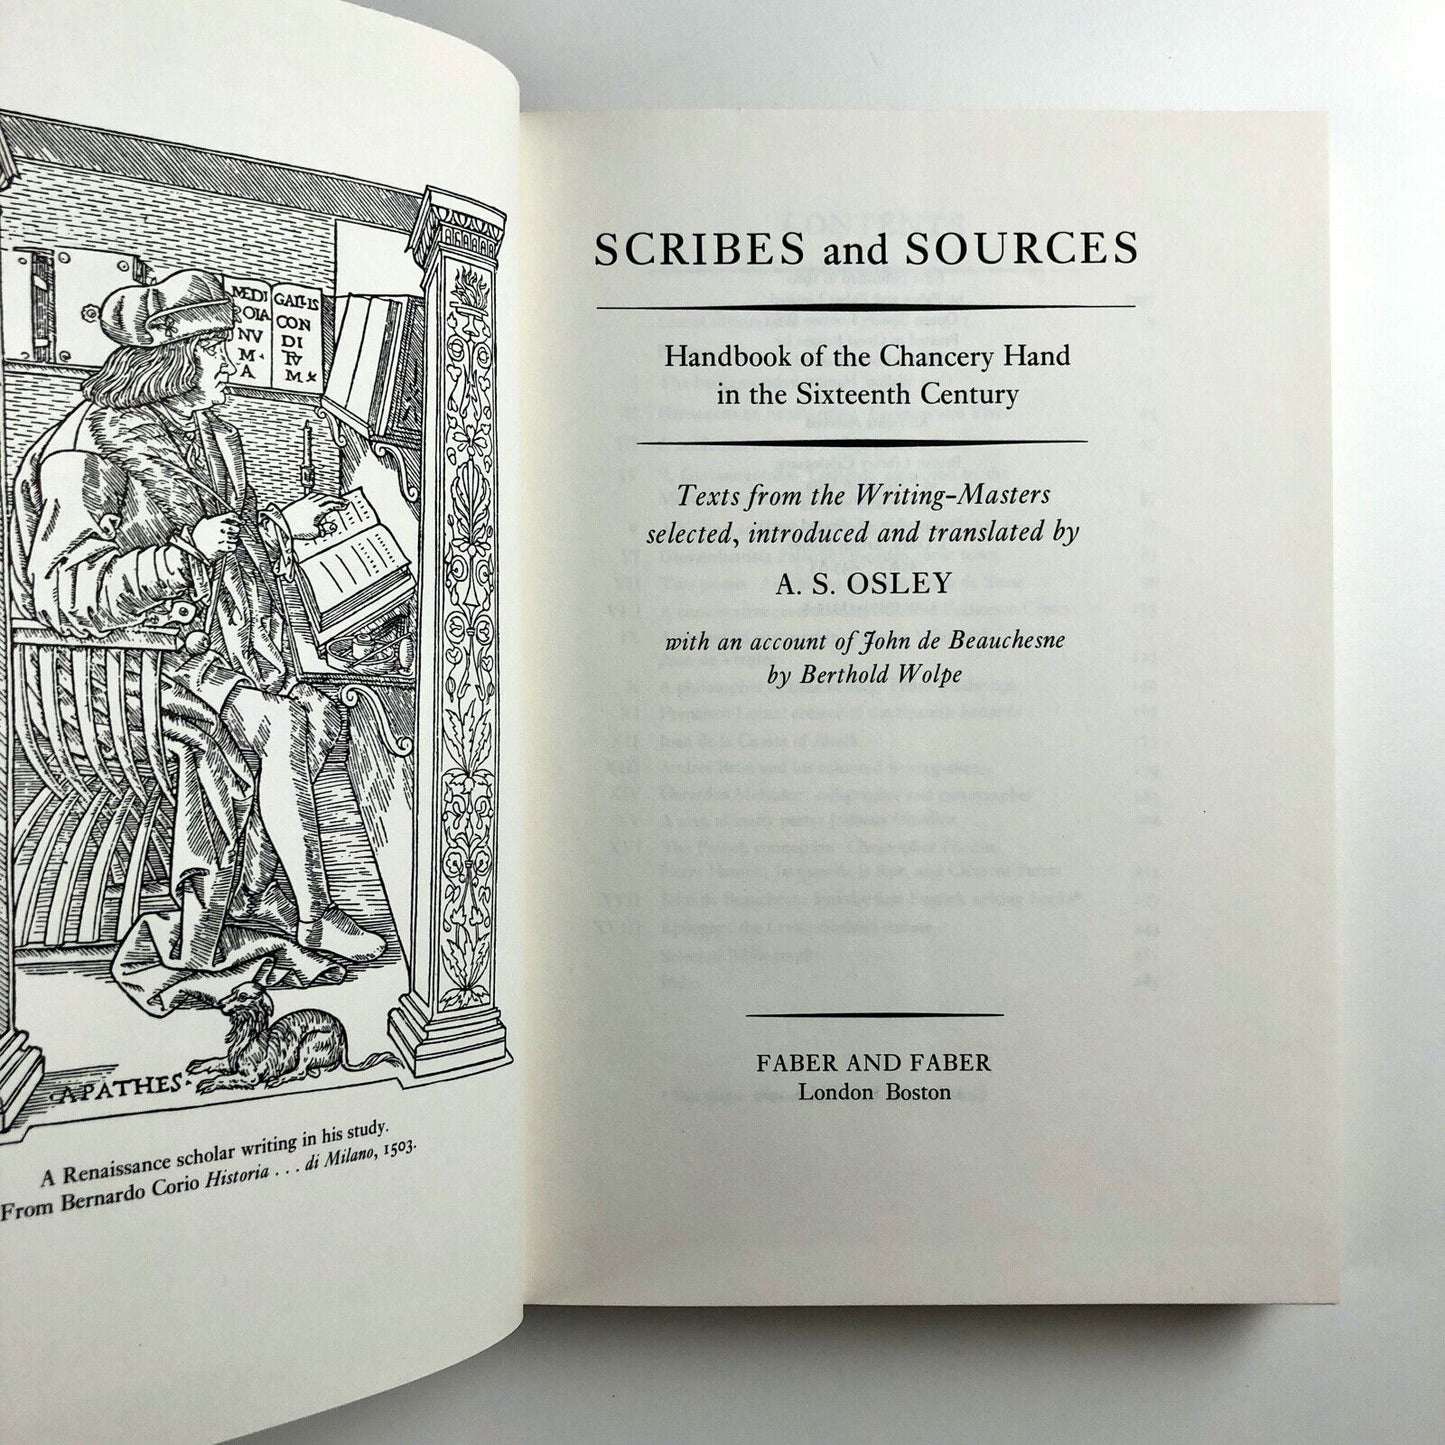 MEDI
OIA
NV
M
A
GALLIS
CON
DI
TVM
APATHES
A Renaissance scholar writing in his study.
From Bernardo Corio Historia . . . di Milano, 1503.
SCRIBES and SOURCES
Handbook of the Chancery Hand
in the Sixteenth Century
Texts from the Writing-Masters
selected, introduced and translated by
A. S. OSLEY
with an account of John de Beauchesne
by Berthold Wolpe
FABER AND FABER
London Boston